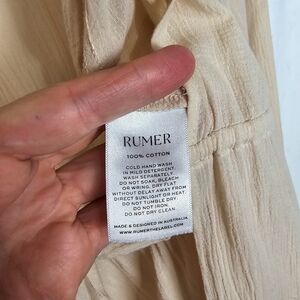 RUMER
100% COTTON
COLD HAND WASH
IN MILD DETERGENT.
WASH SEPARATELY.
DO NOT SOAK, BLEACH
OR WRING, DRY FLAT
WITHOUT DELAY AWAY FROM
DIRECT SUNLIGHT OR HEAT.
DO NOT TUMBLE DRY.
DO NOT IRON.
DO NOT DRY CLEAN.
MADE & DESIGNED IN AUSTRALIA
WWW.RUMERTHELABEL.COM